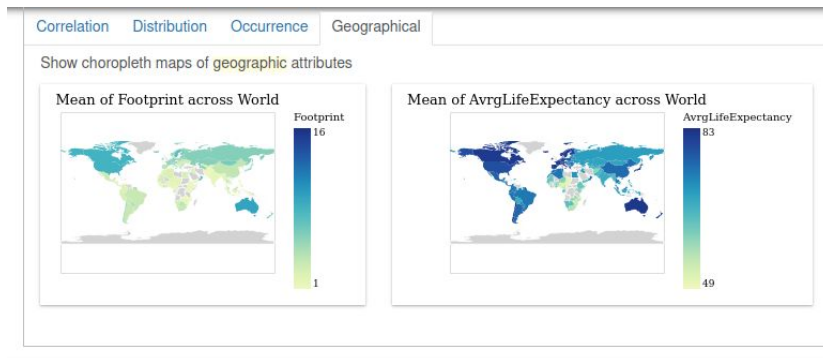 Correlation Distribution Occurrence Geographical
Show choropleth maps of geographic attributes
Mean of Footprint across World
Footprint
16
1
Mean of AvrgLifeExpectancy across World
AvrgLifeExpectancy
83
49